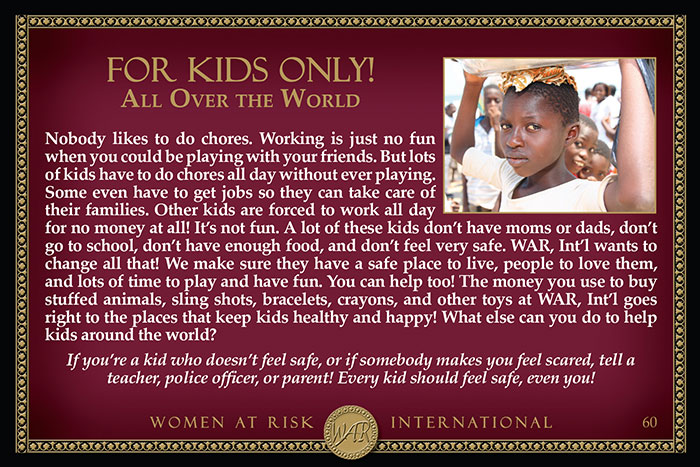 FOR KIDS ONLY!
ALL OVER THE WORLD
Nobody likes to do chores. Working is just no fun
when you could be playing with your friends. But lots
of kids have to do chores all day without ever playing.
Some even have to get jobs so they can take care of
their families. Other kids are forced to work all day
for no money at all! It's not fun. A lot of these kids don't have moms or dads, don't
go to school, don't have enough food, and don't feel very safe. WAR, Int'l wants to
change all that! We make sure they have a safe place to live, people to love them,
and lots of time to play and have fun. You can help too! The money you use to buy
stuffed animals, sling shots, bracelets, crayons, and other toys at WAR, Int'l goes
right to the places that keep kids healthy and happy! What else can you do to help
kids around the world?
If you're a kid who doesn't feel safe, or if somebody makes you feel scared, tell a
teacher, police officer, or parent! Every kid should feel safe, even you!
WOMEN AT RISK WAR INTERNATIONAL 60